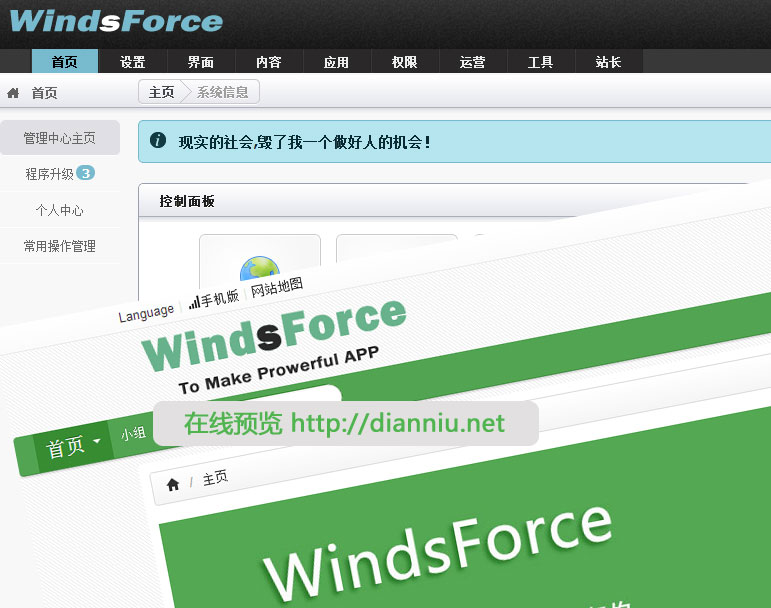 WindsForce
首页 设置 界面 内容 应用 权限 运营 工具 站长
首页 主页 系统信息
管理中心主页
现实的社会,毁了我一个做好人的机会！
程序升级 3
控制面板
个人中心
常用操作管理
Language 手机版 网站地图
WindsForce
To Make Prowerful APP
首页 小组
在线预览 http://dianniu.net
/ 主页
WindsForce